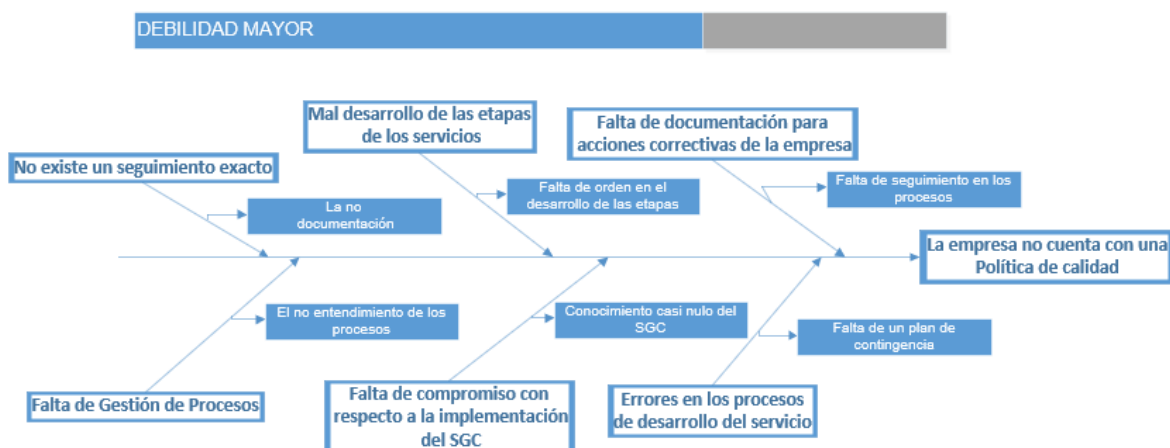 DEBILIDAD MAYOR
Mal desarrollo de las etapas
de los servicios
Falta de documentación para
acciones correctivas de la empresa
No existe un seguimiento exacto
Falta de orden en el
desarrollo de las etapas
Falta de seguimiento en los
procesos
La no
documentación
La empresa no cuenta con una
Política de calidad
El no entendimiento de los
procesos
Conocimiento casi nulo del
SGC
Falta de un plan de
contingencia
Falta de Gestión de Procesos
Falta de compromiso con
respecto a la implementación
del SGC
Errores en los procesos
de desarrollo del servicio